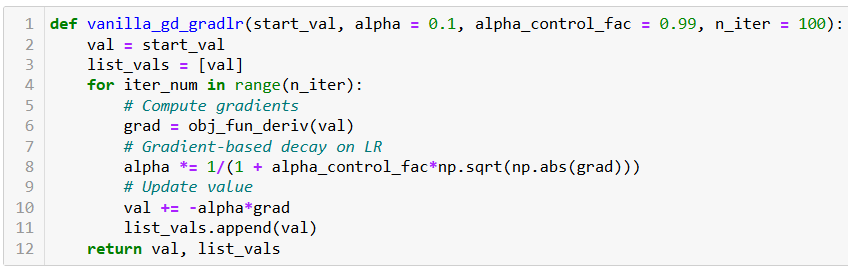 1 def vanilla_gd_gradlr(start_val, alpha = 0.1, alpha_control_fac = 0.99, n_iter = 100):
2     val = start_val
3     list_vals = [val]
4     for iter_num in range(n_iter):
5         # Compute gradients
6         grad = obj_fun_deriv(val)
7         # Gradient-based decay on LR
8         alpha *= 1/(1 + alpha_control_fac*np.sqrt(np.abs(grad)))
9         # Update value
10         val += -alpha*grad
11         list_vals.append(val)
12     return val, list_vals